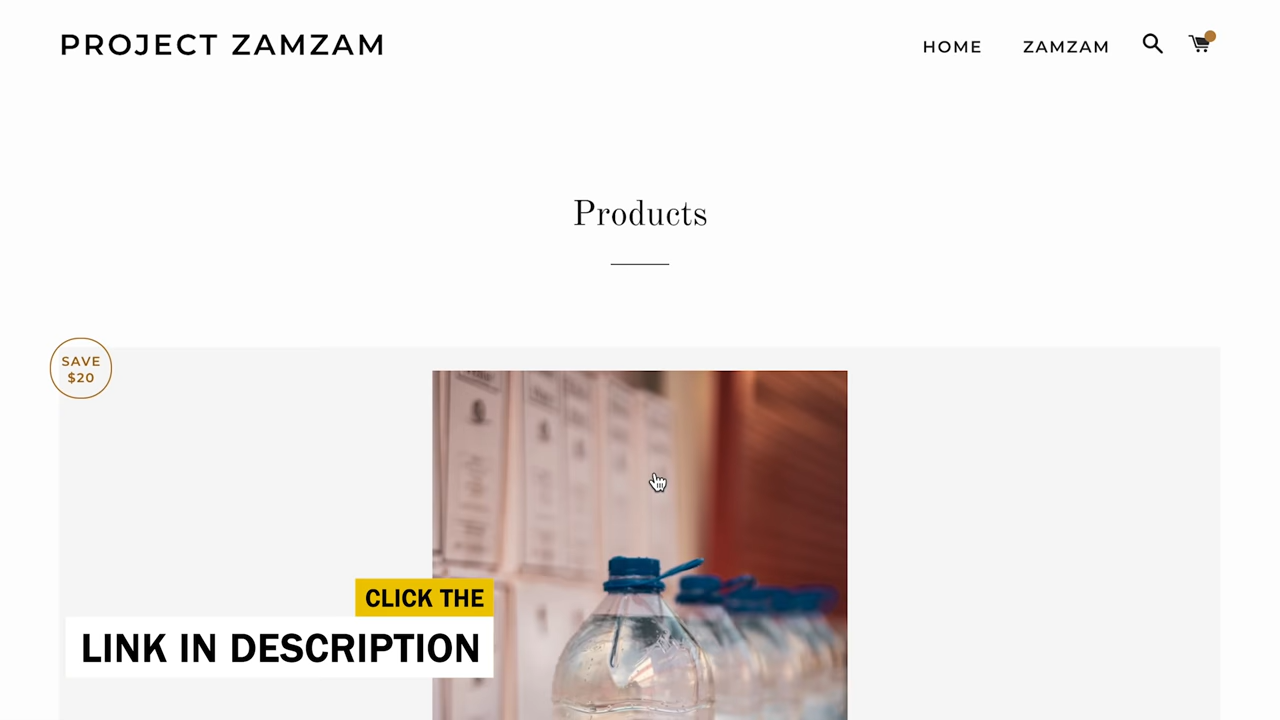 PROJECT ZAMZAM
HOME ZAMZAM
Products
SAVE
$20
CLICK THE
LINK IN DESCRIPTION